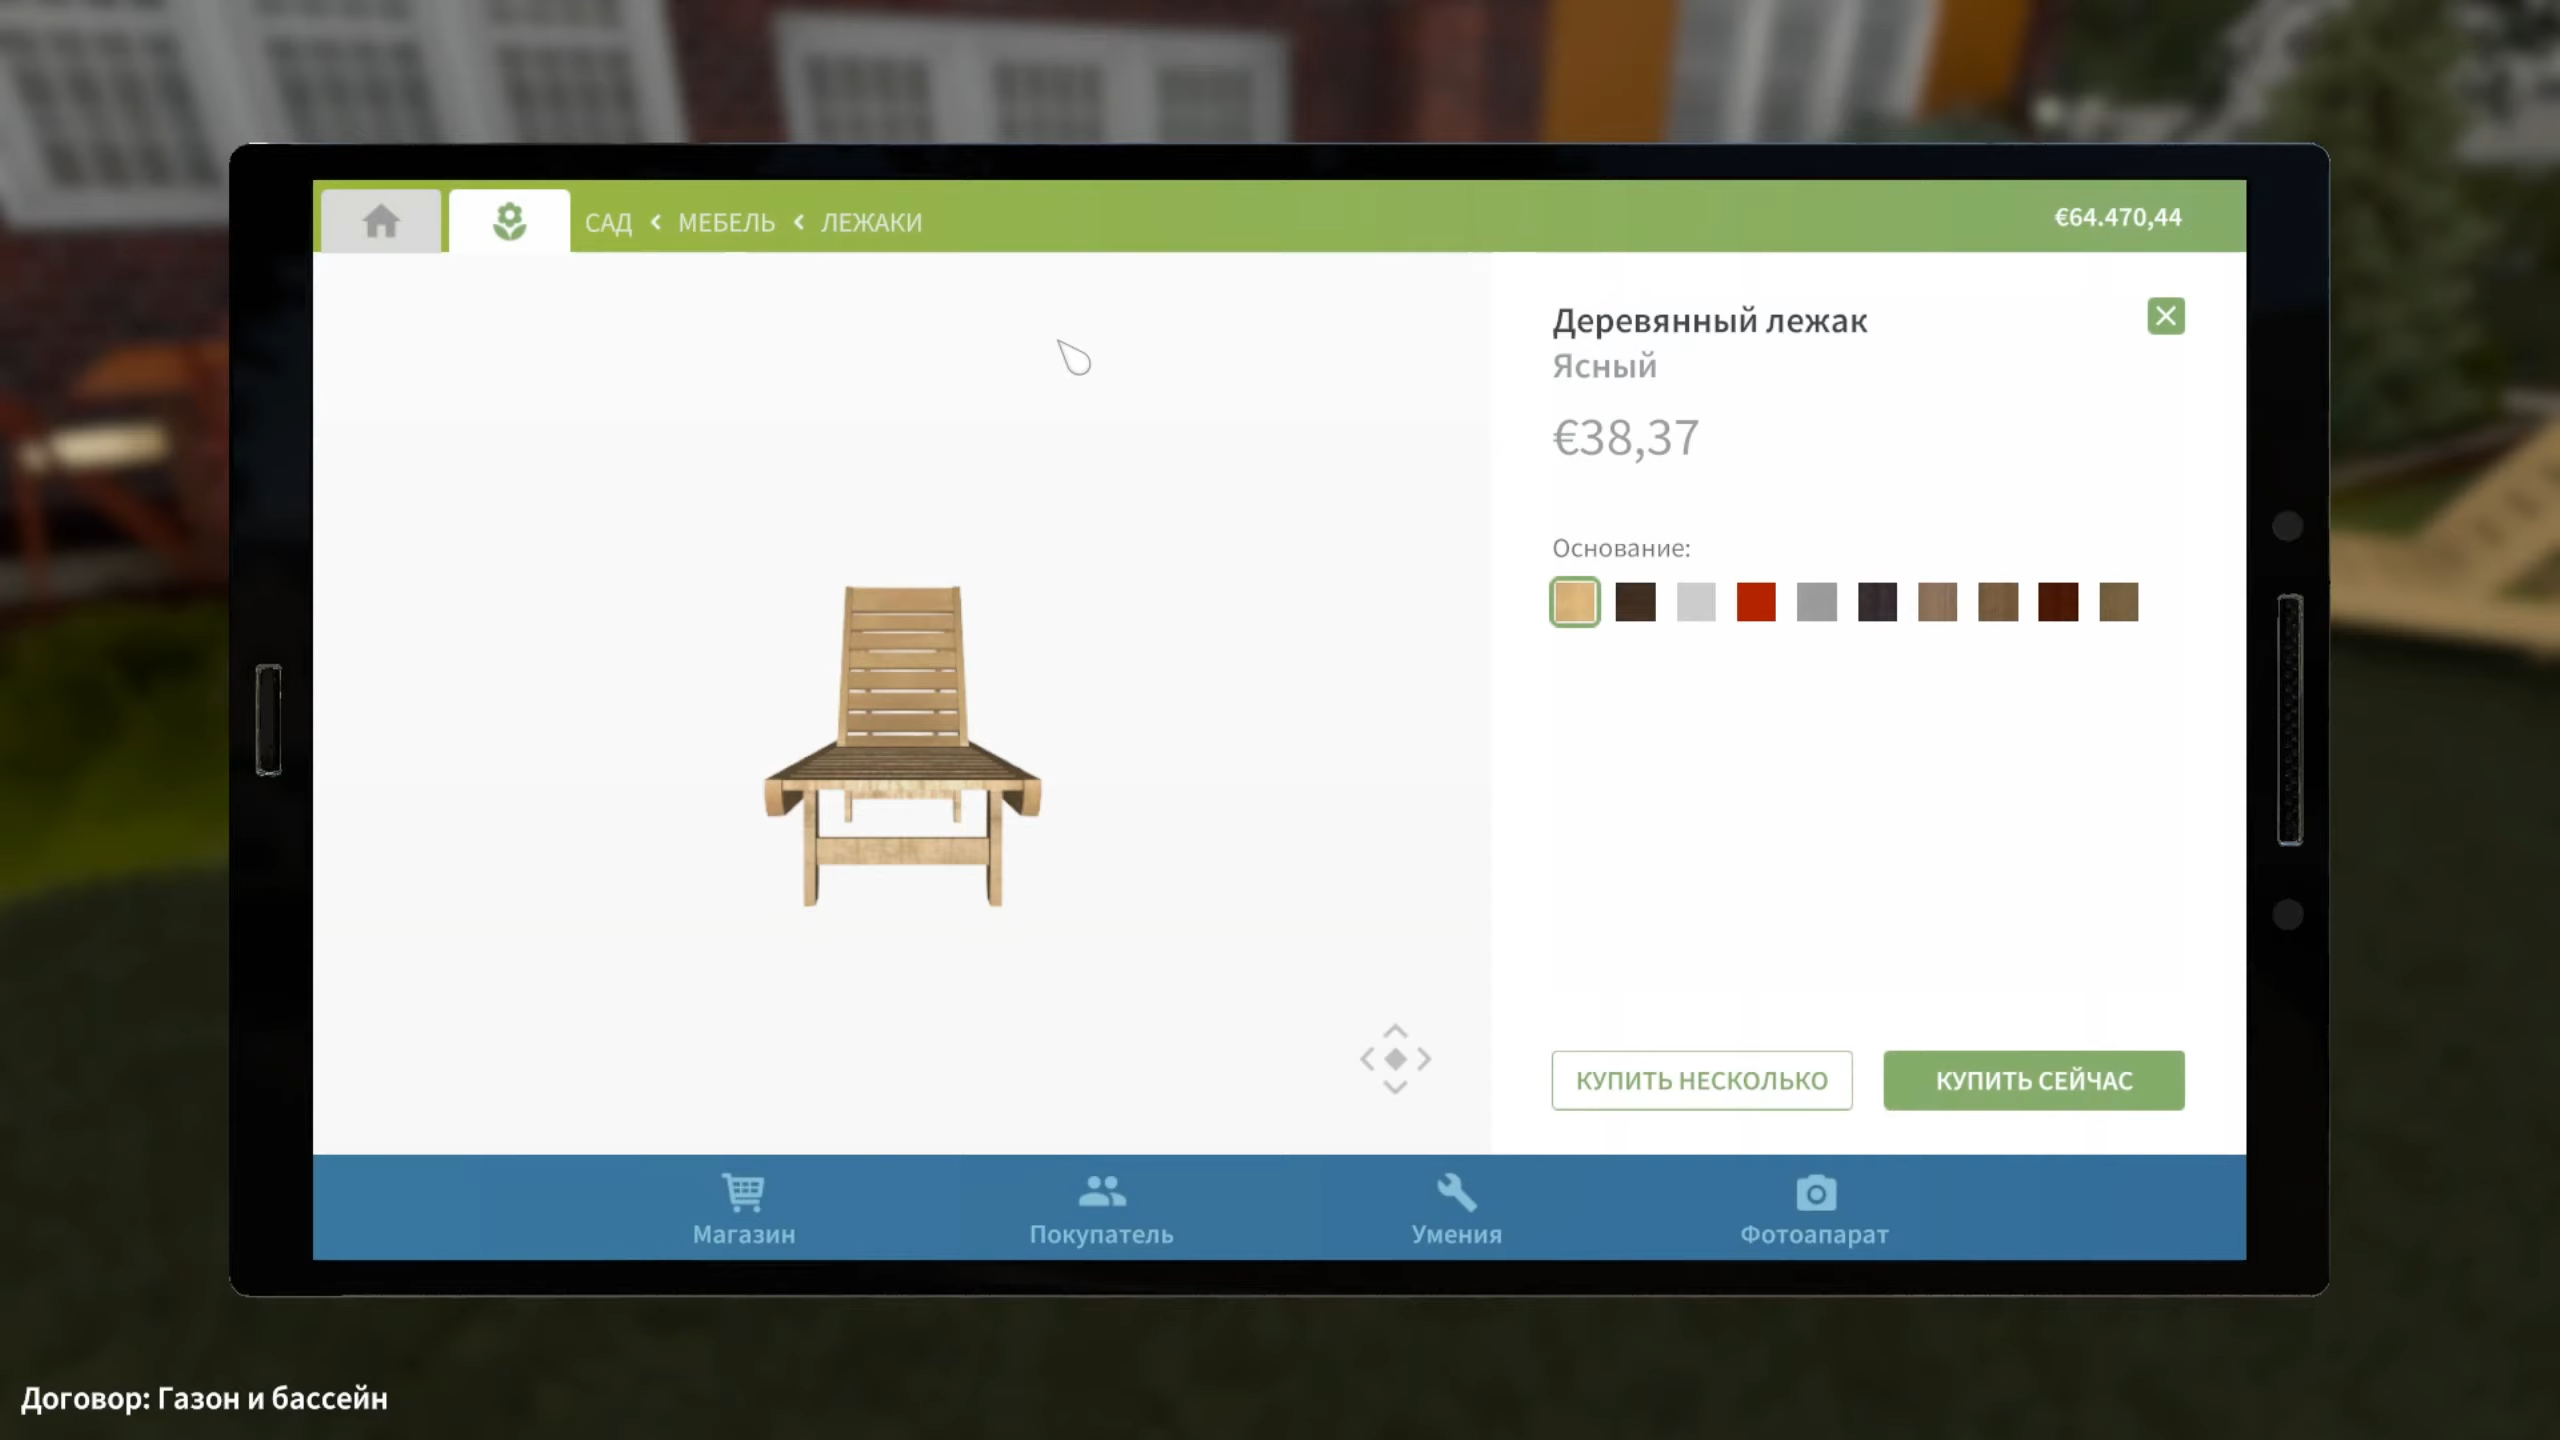 САД < МЕБЕЛЬ < ЛЕЖАКИ
€64.470,44
Деревянный лежак
Ясный
€38,37
Основание:
КУПИТЬ НЕСКОЛЬКО
КУПИТЬ СЕЙЧАС
Магазин
Покупатель
Умения
Фотоапарат
Договор: Газон и бассейн